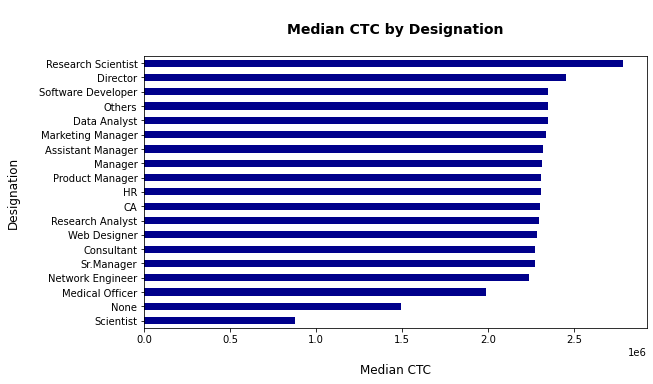 Median CTC by Designation
Research Scientist
Director
Software Developer
Others
Data Analyst
Marketing Manager
Assistant Manager
Manager
Product Manager
HR
CA
Research Analyst
Web Designer
Consultant
Sr.Manager
Network Engineer
Medical Officer
None
Scientist
Designation
0.0 0.5 1.0 1.5 2.0 2.5
1e6
Median CTC